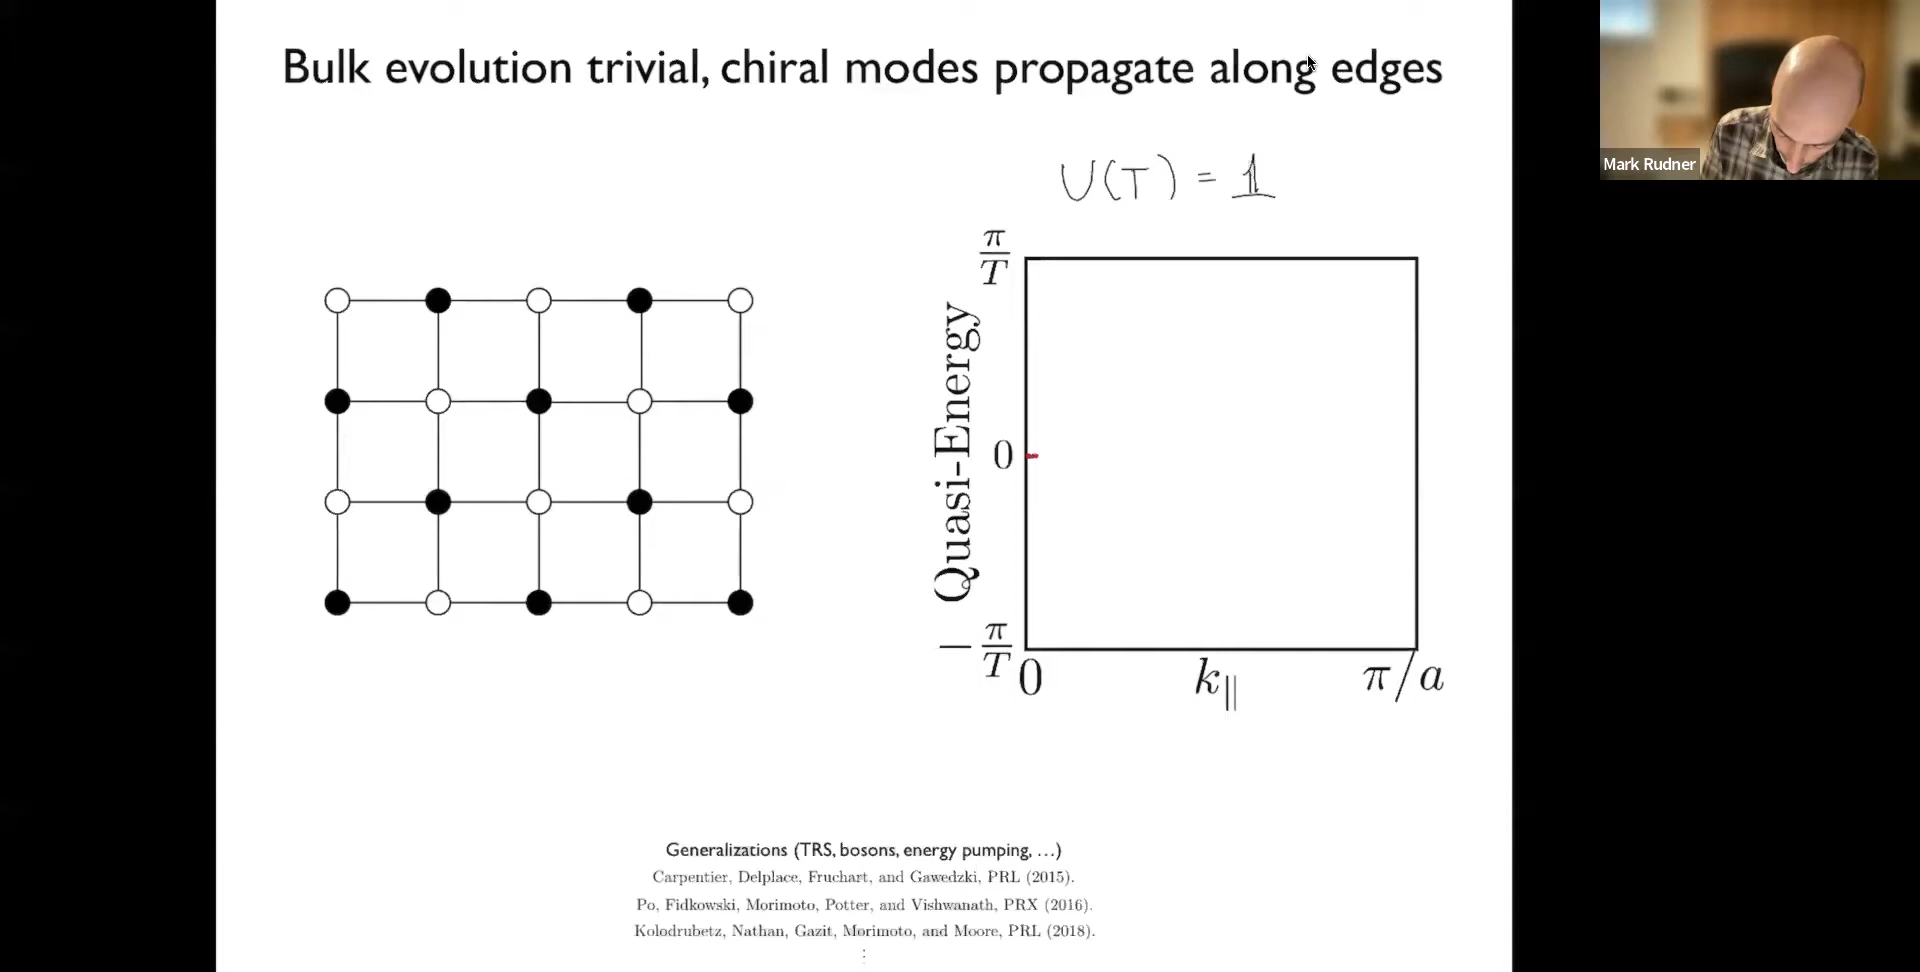 Bulk evolution trivial, chiral modes propagate along edges
Mark Rudner
U(T) = 1
π/T
Quasi-Energy
0
-π/T
0
k∥
π/a
Generalizations (TRS, bosons, energy pumping, …)
Carpentier, Delplace, Fruchart, and Gawedzki, PRL (2015).
Po, Fidkowski, Morimoto, Potter, and Vishwanath, PRX (2016).
Kolodrubetz, Nathan, Gazit, Morimoto, and Moore, PRL (2018).
⋮